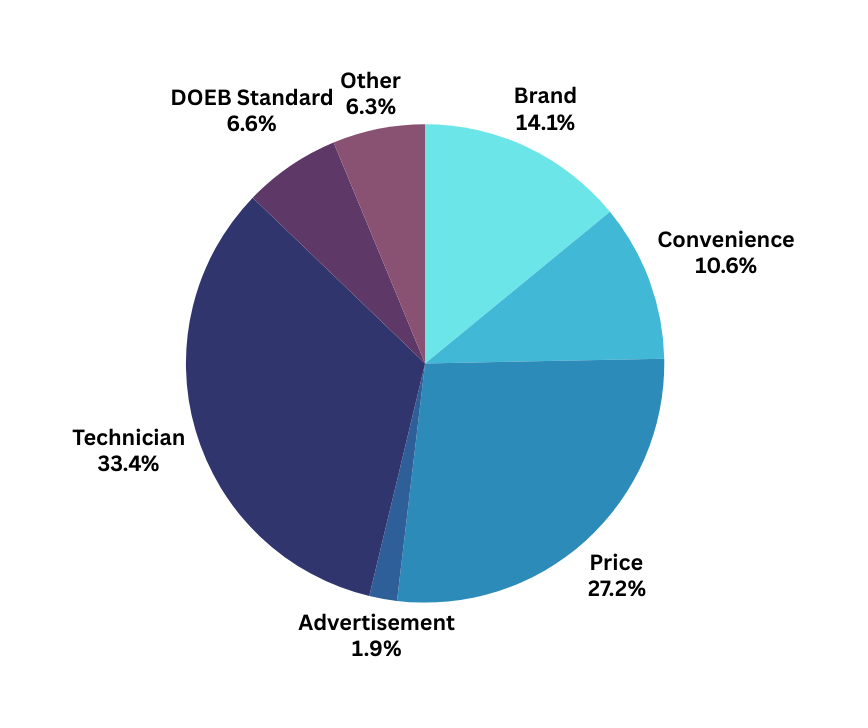 Other
6.3%
DOEB Standard
6.6%
Brand
14.1%
Convenience
10.6%
Technician
33.4%
Price
27.2%
Advertisement
1.9%